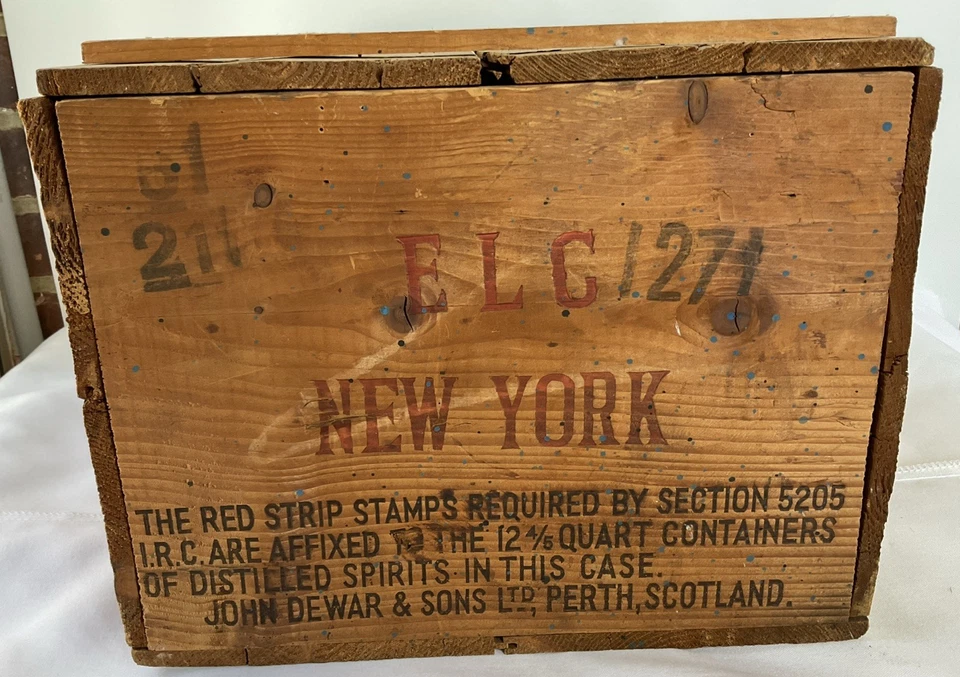 21
E L C 1271
NEW YORK
THE RED STRIP STAMPS REQUIRED BY SECTION 5205
I.R.C. ARE AFFIXED TO THE 12 4/5 QUART CONTAINERS
OF DISTILLED SPIRITS IN THIS CASE.
JOHN DEWAR & SONS LTD, PERTH, SCOTLAND.